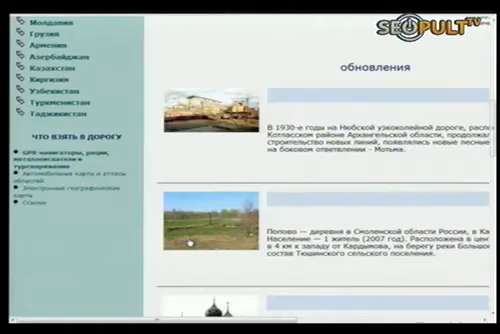 SEOPULT TV
Молдавия
Грузия
Армения
Азербайджан
Казахстан
Киргизия
Узбекистан
Туркменистан
Таджикистан
ЧТО ВЗЯТЬ В ДОРОГУ
GPS-навигаторы, рации,
металлоискатели и
турснаряжение
Автомобильные карты и атласы
областей
Электронные географические
карты
Ссылки
обновления
В 1930-е годы на Нюбской узкоколейной дороге, распо
Котласском районе Архангельской области, продолжал
строительство новых линий, появлялись новые лесные
на боковом ответвлении - Мотьма.
Попово — деревня в Смоленской области России, в Ка
Население — 1 житель (2007 год). Расположена в цент
в 4 км к западу от Кардымова, на берегу реки Большо
состав Тюшинского сельского поселения.